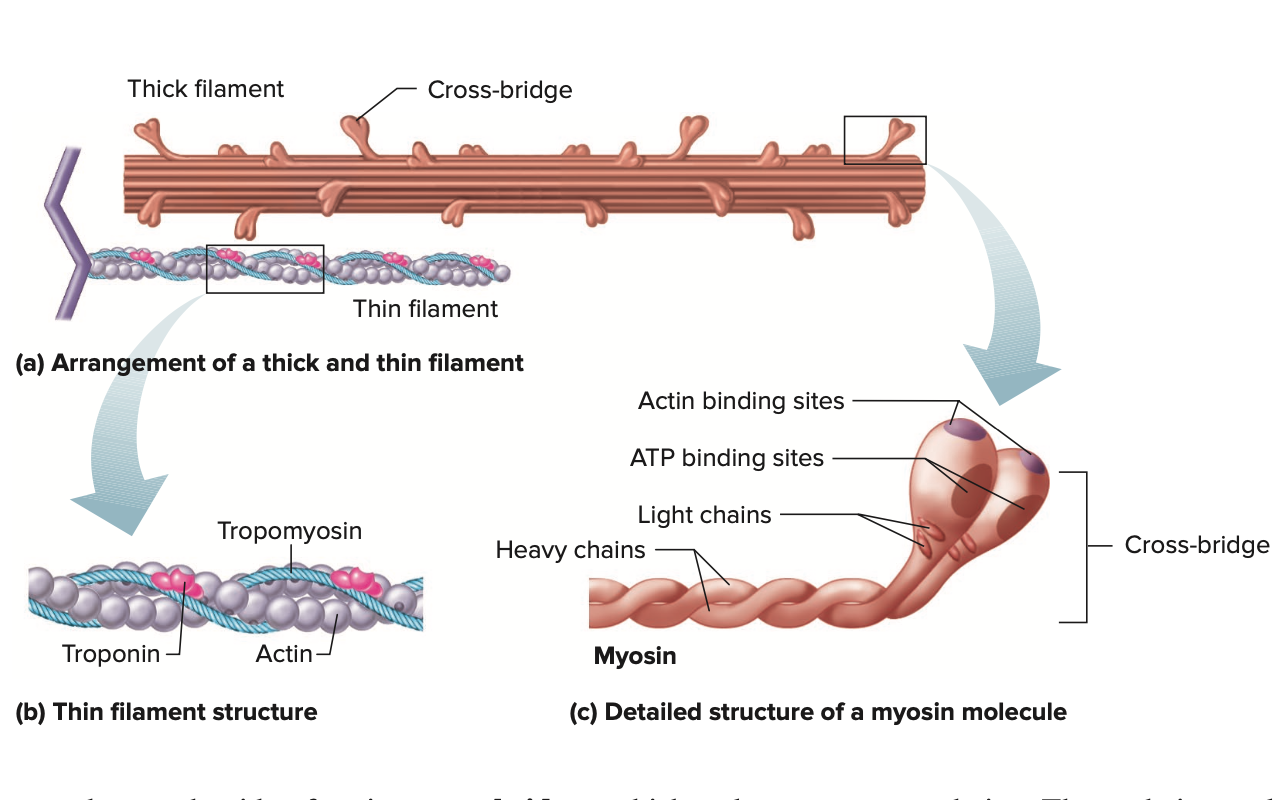 Thick filament
Cross-bridge
Thin filament
(a) Arrangement of a thick and thin filament
Actin binding sites
ATP binding sites
Light chains
Heavy chains
Cross-bridge
Myosin
Tropomyosin
Troponin
Actin
(b) Thin filament structure
(c) Detailed structure of a myosin molecule